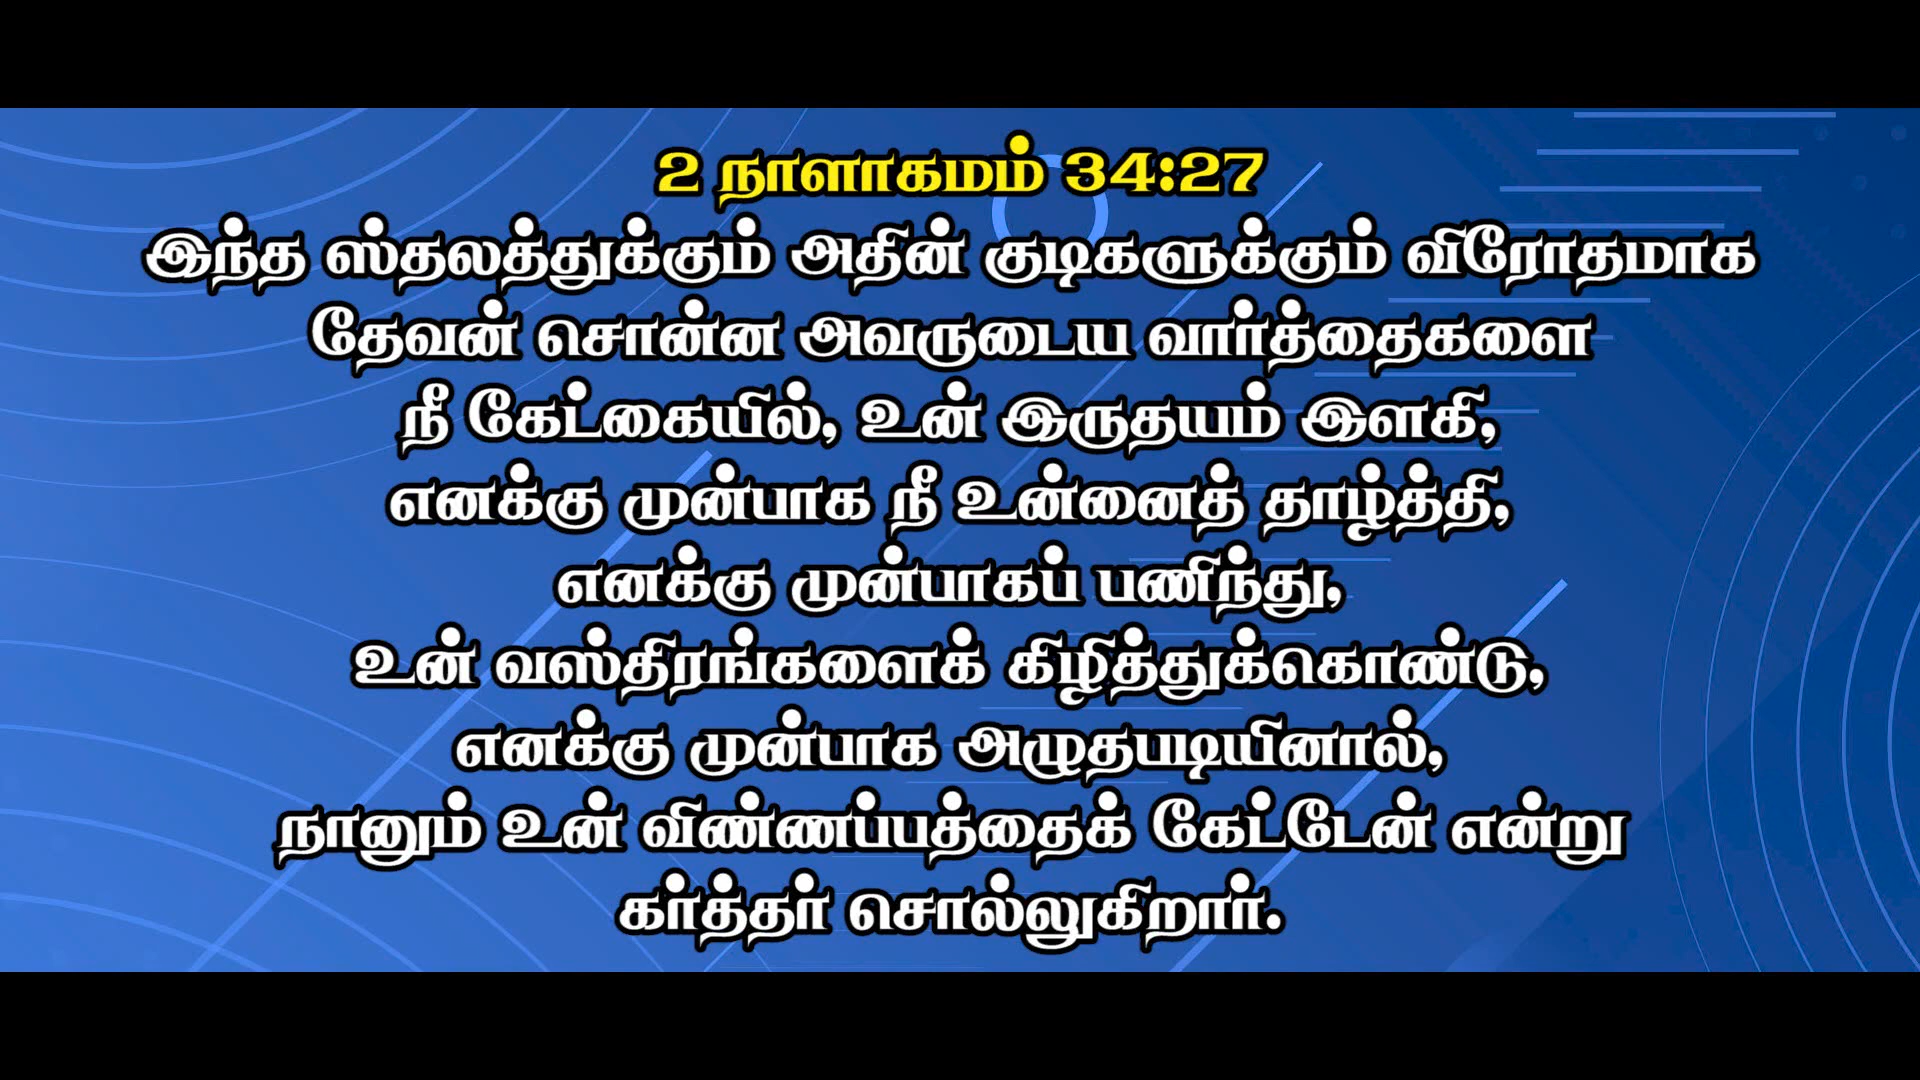 2 நாளாகமம் 34:27
இந்த ஸ்தலத்துக்கும் அதின் குடிகளுக்கும் விரோதமாக
தேவன் சொன்ன அவருடைய வார்த்தைகளை
நீ கேட்கையில், உன் இருதயம் இளகி,
எனக்கு முன்பாக நீ உன்னைத் தாழ்த்தி,
எனக்கு முன்பாகப் பணிந்து,
உன் வஸ்திரங்களைக் கிழித்துக்கொண்டு,
எனக்கு முன்பாக அழுதபடியினால்,
நானும் உன் விண்ணப்பத்தைக் கேட்டேன் என்று
கர்த்தர் சொல்லுகிறார்.